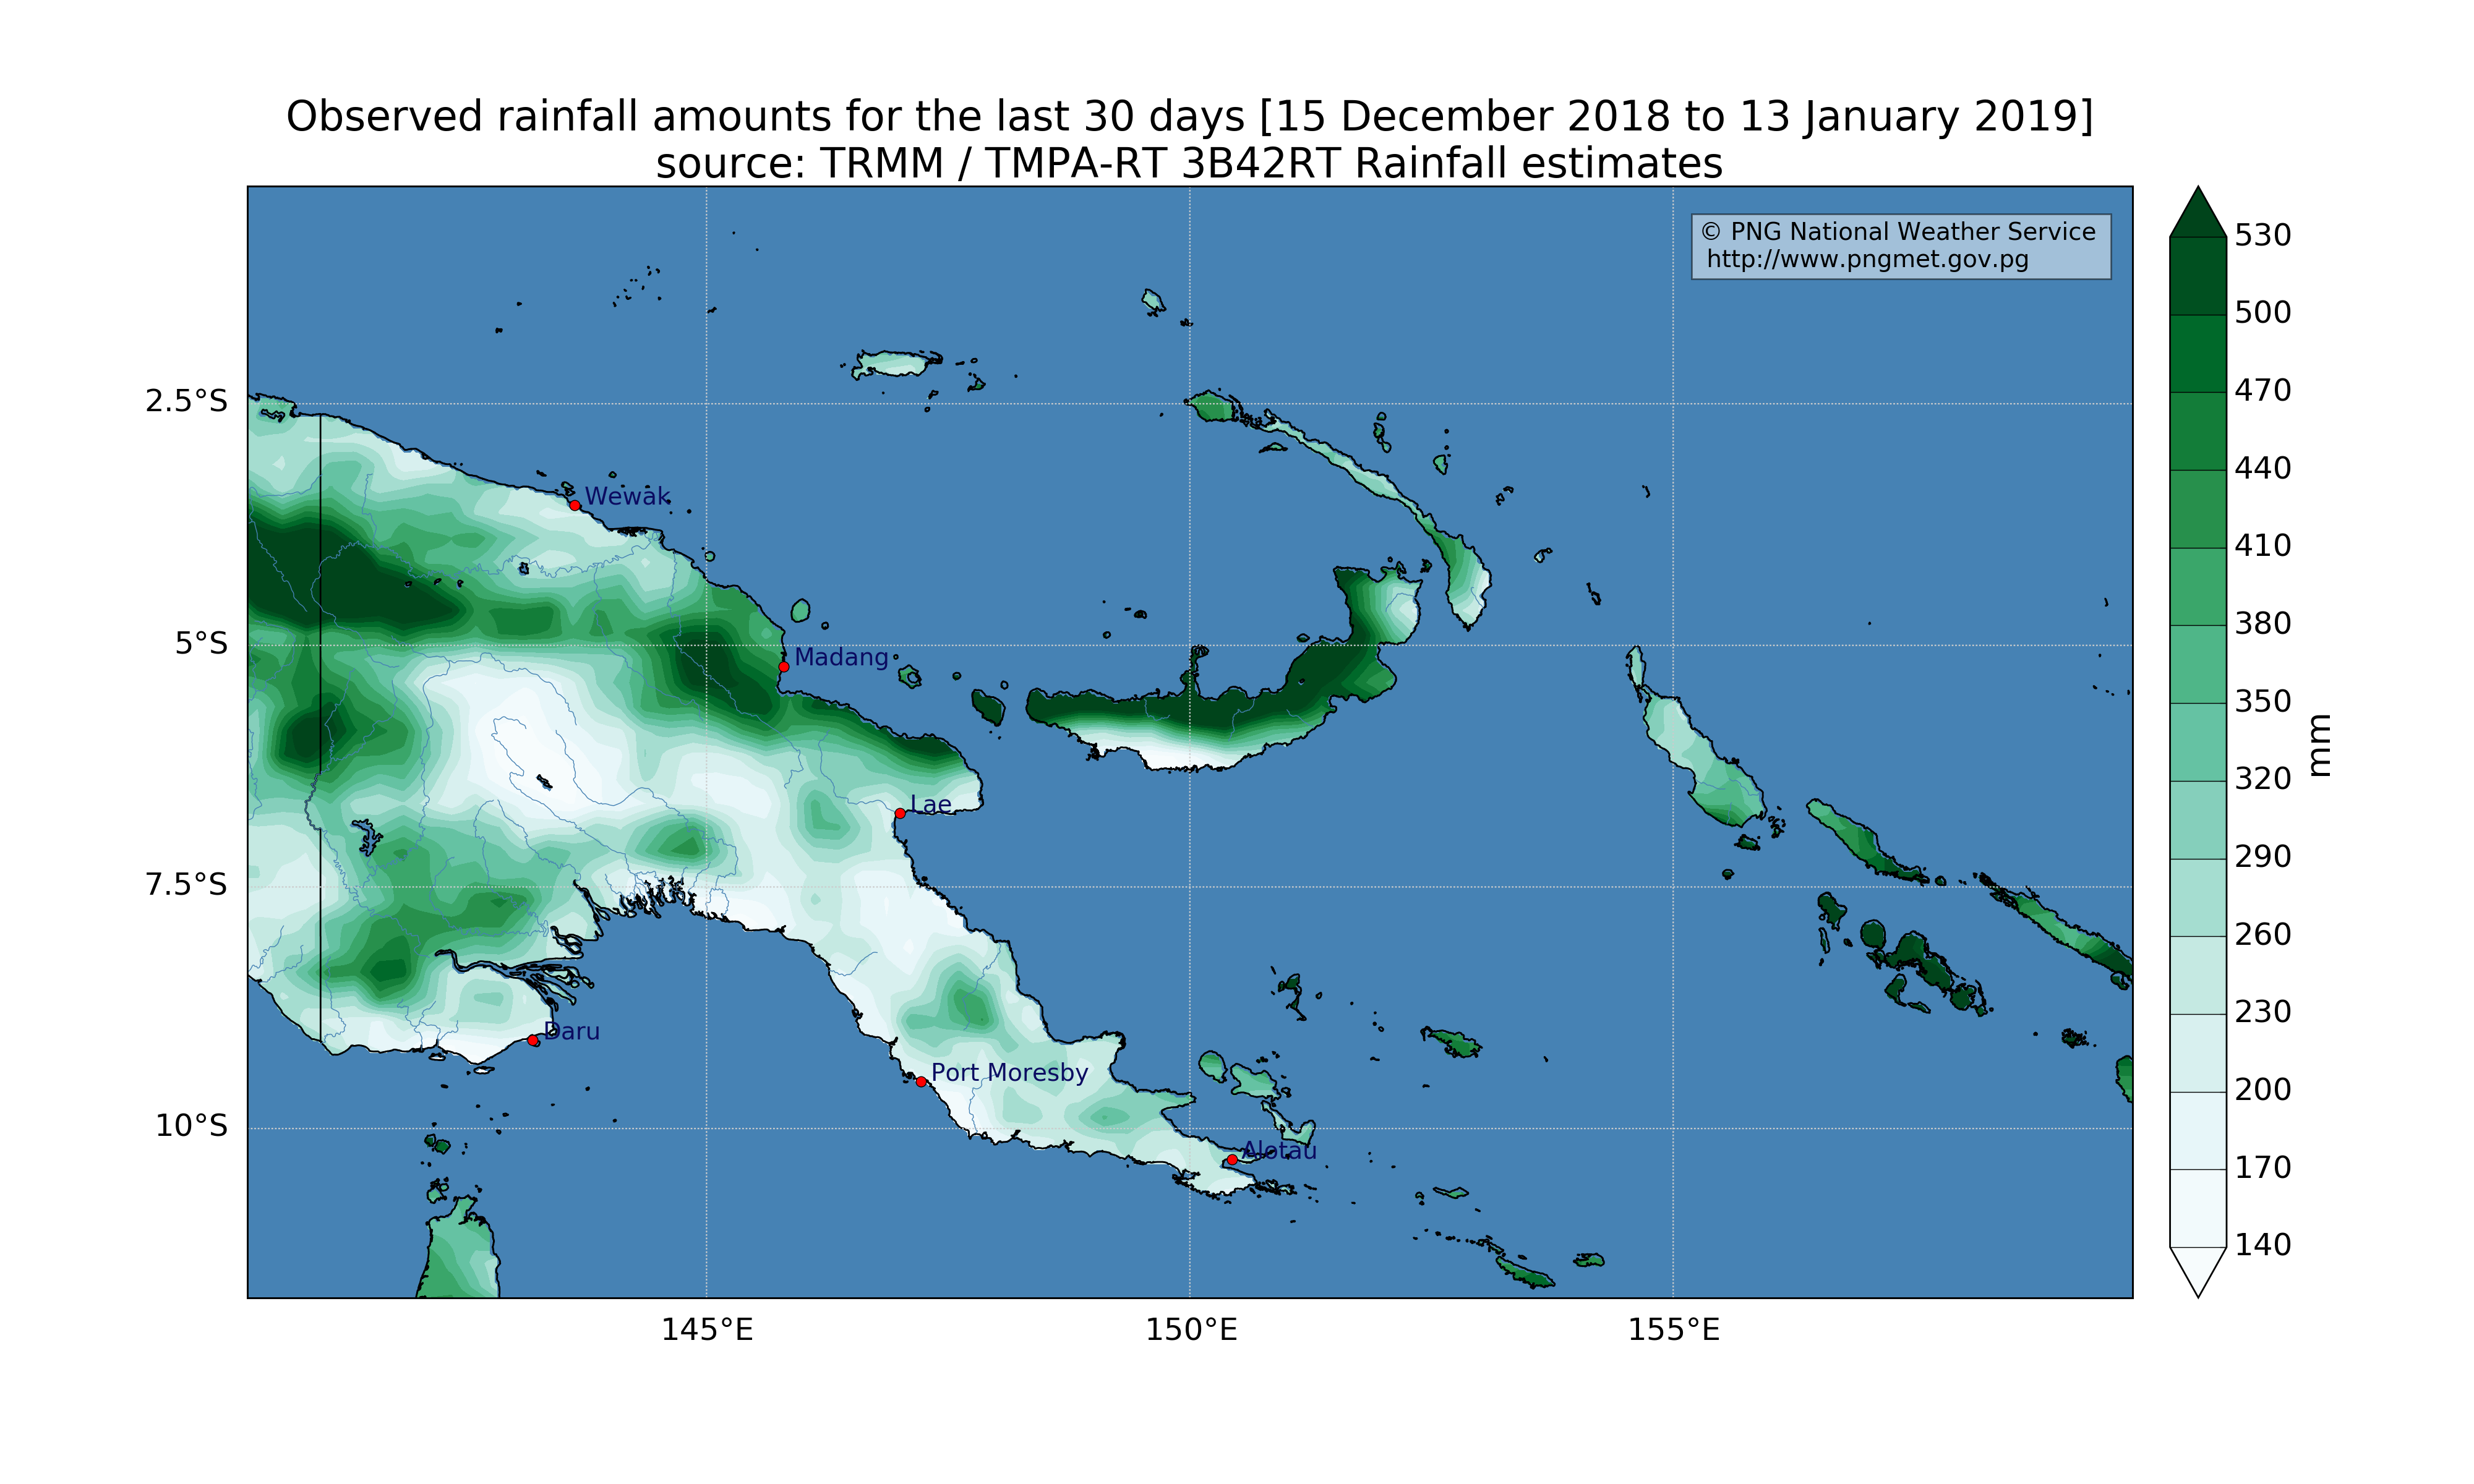 Observed rainfall amounts for the last 30 days [15 December 2018 to 13 January 2019]
source: TRMM / TMPA-RT 3B42RT Rainfall estimates
© PNG National Weather Service
http://www.pngmet.gov.pg
2.5°S
5°S
7.5°S
10°S
Wewak
Madang
Lae
Daru
Port Moresby
Alotau
145°E
150°E
155°E
530
500
470
440
410
380
350
320
290
260
230
200
170
140
mm